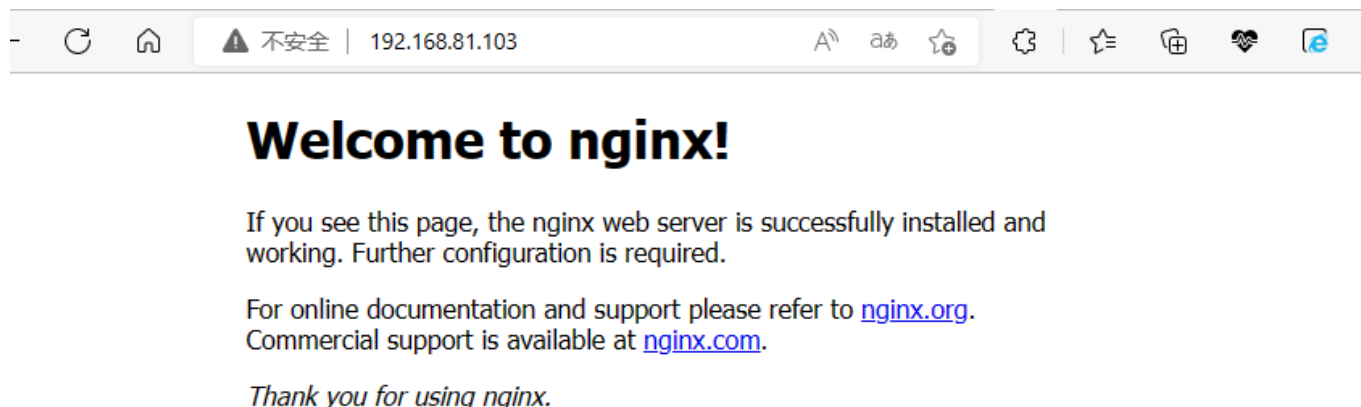 不安全 192.168.81.103
Welcome to nginx!
If you see this page, the nginx web server is successfully installed and
working. Further configuration is required.
For online documentation and support please refer to nginx.org.
Commercial support is available at nginx.com.
Thank you for using nginx.